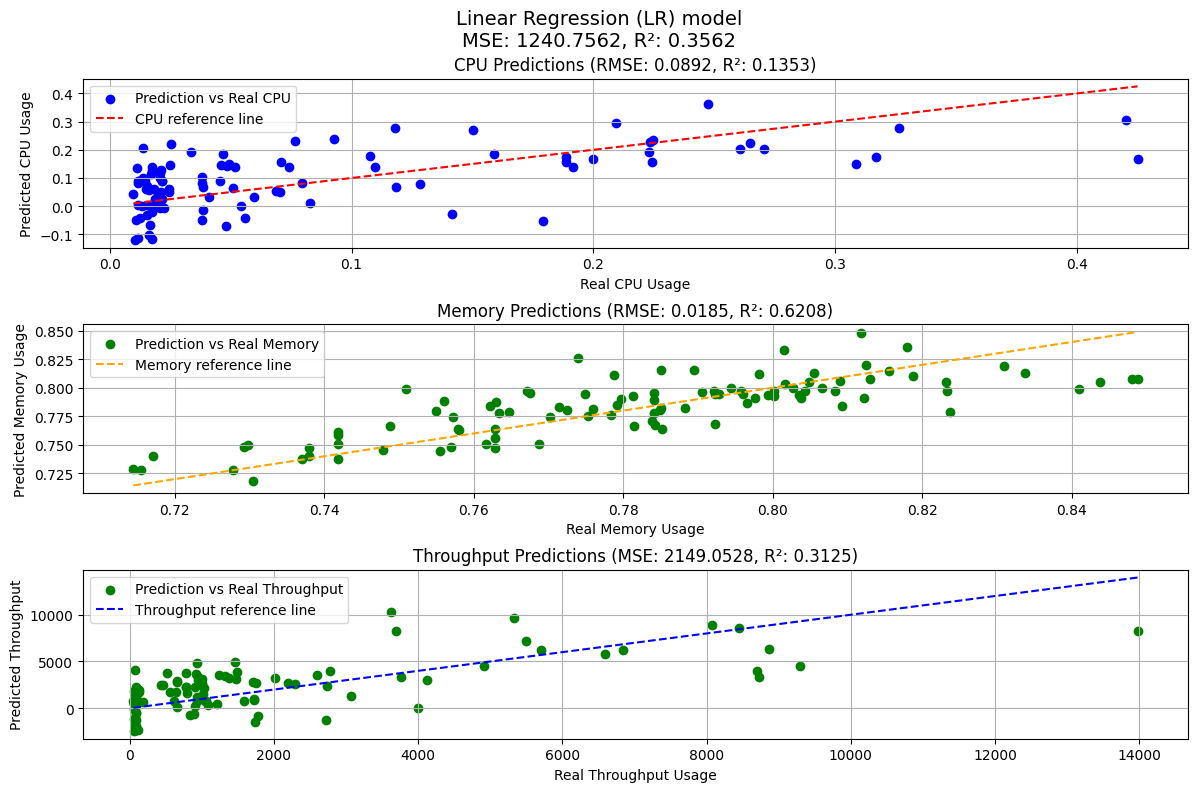 Linear Regression (LR) model
MSE: 1240.7562, R²: 0.3562
CPU Predictions (RMSE: 0.0892, R²: 0.1353)
Prediction vs Real CPU
CPU reference line
Predicted CPU Usage
0.4
0.3
0.2
0.1
0.0
−0.1
0.0 0.1 0.2 0.3 0.4
Real CPU Usage
Memory Predictions (RMSE: 0.0185, R²: 0.6208)
Prediction vs Real Memory
Memory reference line
Predicted Memory Usage
0.850
0.825
0.800
0.775
0.750
0.725
0.72 0.74 0.76 0.78 0.80 0.82 0.84
Real Memory Usage
Throughput Predictions (MSE: 2149.0528, R²: 0.3125)
Prediction vs Real Throughput
Throughput reference line
Predicted Throughput
10000
5000
0
0 2000 4000 6000 8000 10000 12000 14000
Real Throughput Usage